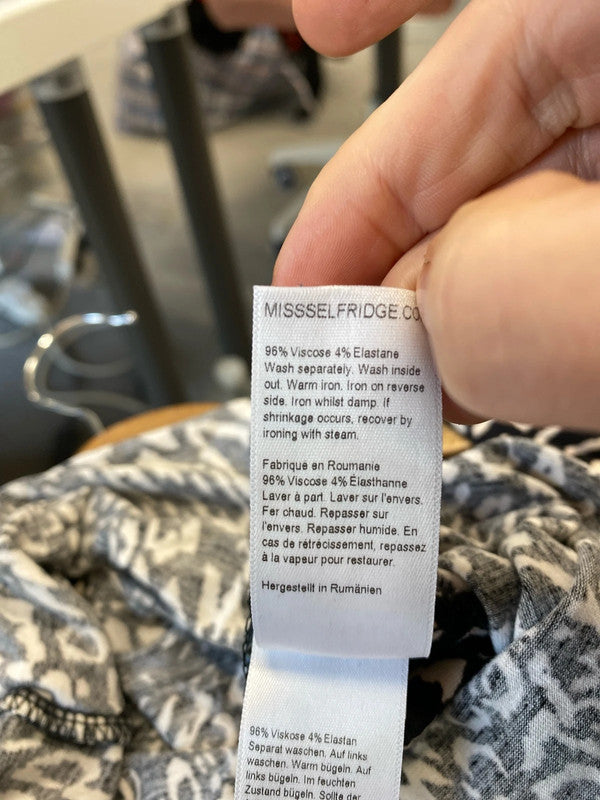 MISSSELFRIDGE.CO
96% Viscose 4% Elastane
Wash separately. Wash inside
out. Warm iron. Iron on reverse
side. Iron whilst damp. If
shrinkage occurs, recover by
ironing with steam.
Fabriqué en Roumanie
96% Viscose 4% Élasthanne
Laver à part. Laver sur l'envers.
Fer chaud. Repasser sur
l'envers. Repasser humide. En
cas de rétrécissement, repassez
à la vapeur pour restaurer.
Hergestellt in Rumänien
96% Viskose 4% Elastan
Separat waschen. Auf links
waschen. Warm bügeln. Auf
links bügeln. Im feuchten
Zustand bügeln. Sollte der